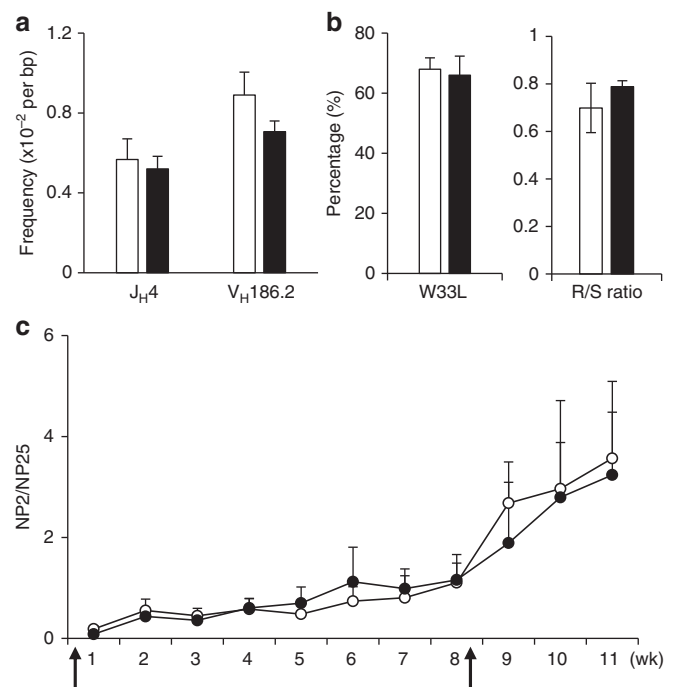 a
1.2
0.8
0.4
0
Frequency (x10⁻² per bp)
J_H4
V_H186.2
b
80
60
40
20
0
Percentage (%)
W33L
1
0.8
0.6
0.4
0.2
0
R/S ratio
c
6
4
2
0
NP2/NP25
1 2 3 4 5 6 7 8 9 10 11 (wk)